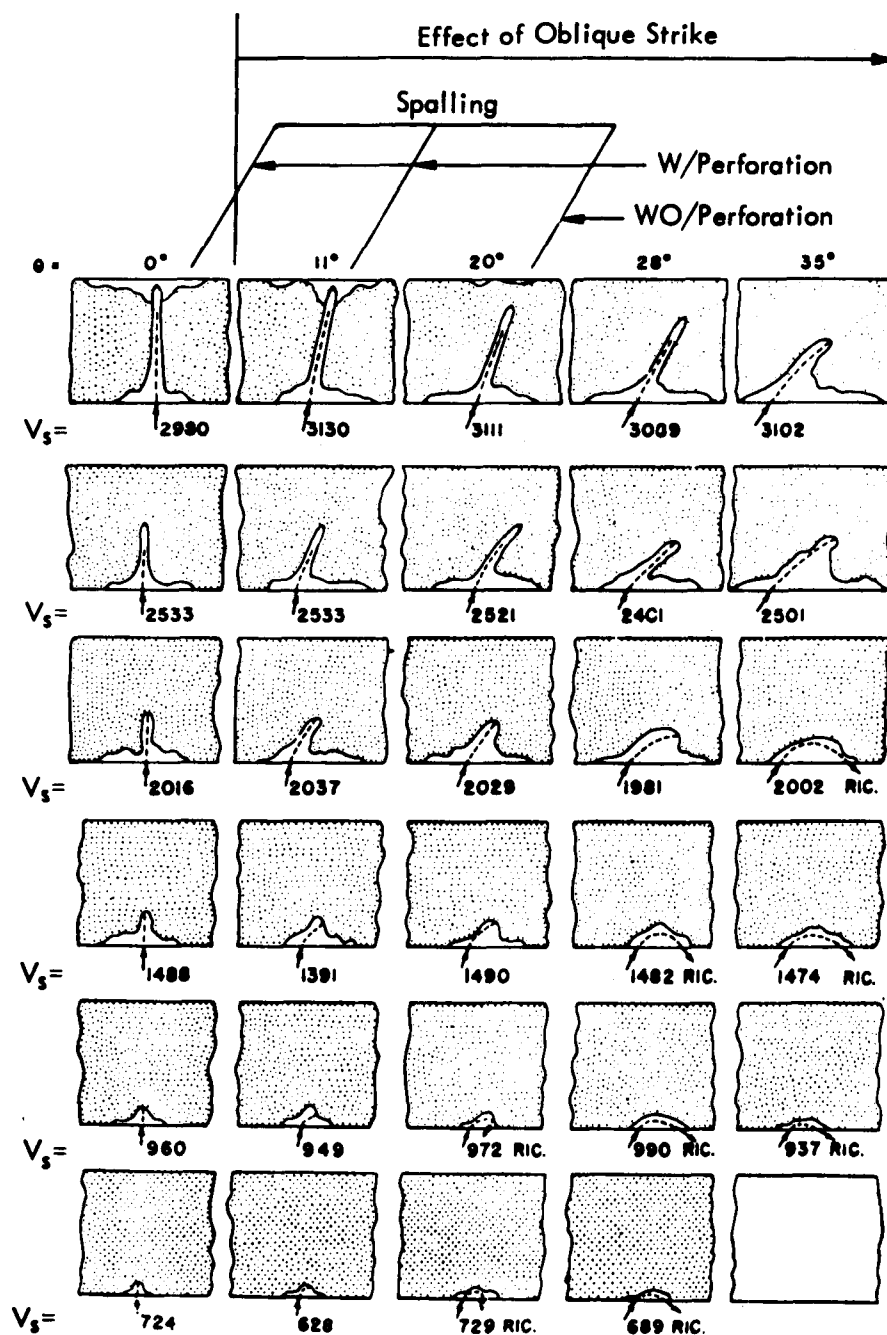 Effect of Oblique Strike
Spalling
W/Perforation
WO/Perforation
θ = 0° 11° 20° 28° 35°
Vs= 2980 3130 3111 3089 3102
Vs= 2533 2533 2521 2401 2501
Vs= 2016 2037 2029 1981 2002 RIC.
Vs= 1488 1391 1490 1482 RIC. 1474 RIC.
Vs= 960 949 972 RIC. 990 RIC. 937 RIC.
Vs= 724 628 729 RIC. 689 RIC.